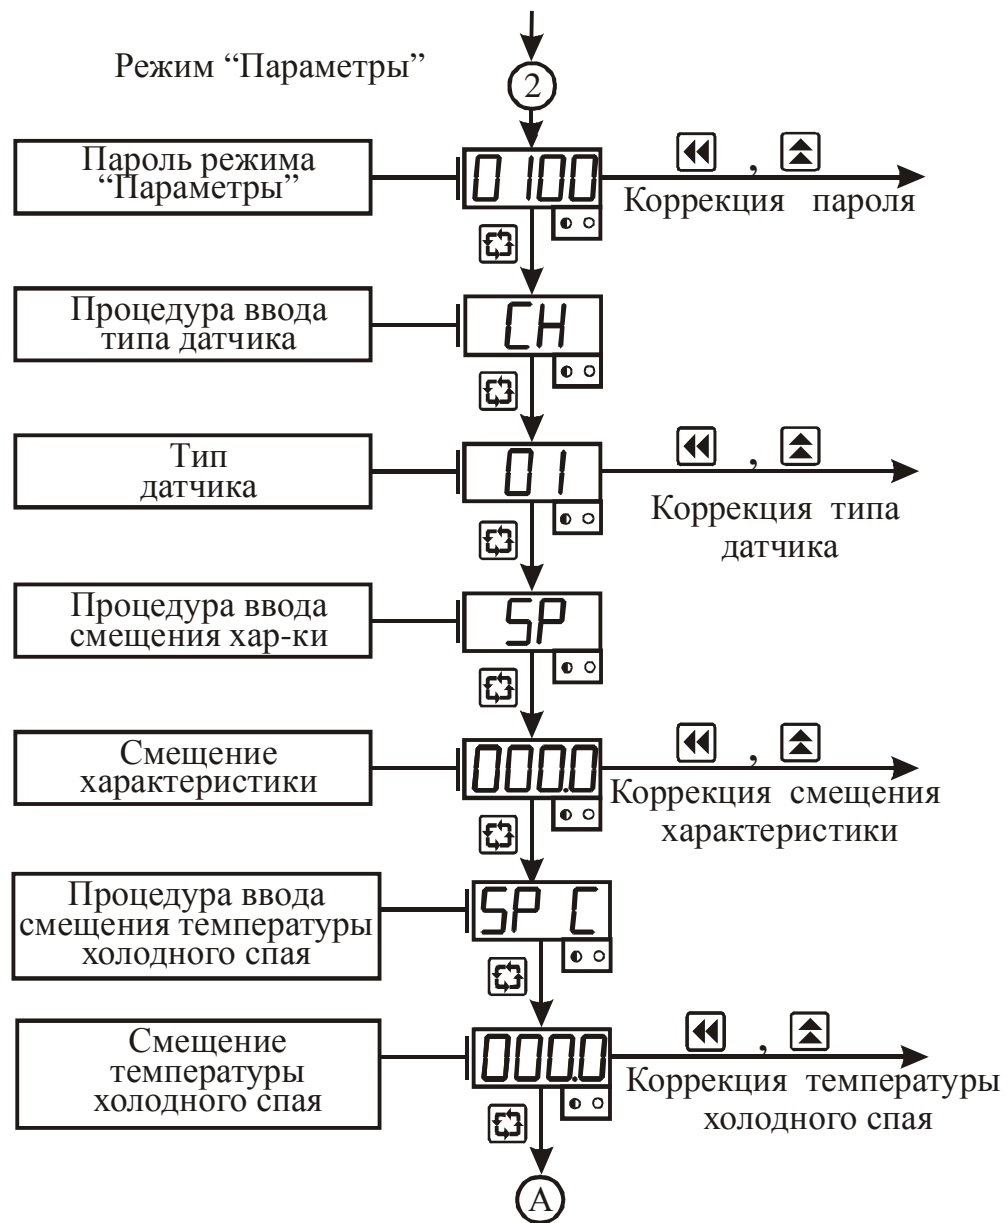 Режим “Параметры”
2
Пароль режима
“Параметры”
0100
,
Коррекция пароля
Процедура ввода
типа датчика
CH
Тип
датчика
01
,
Коррекция типа
датчика
Процедура ввода
смещения хар-ки
SP
Смещение
характеристики
000.0
,
Коррекция смещения
характеристики
Процедура ввода
смещения температуры
холодного спая
SP C
Смещение
температуры
холодного спая
000.0
,
Коррекция температуры
холодного спая
A